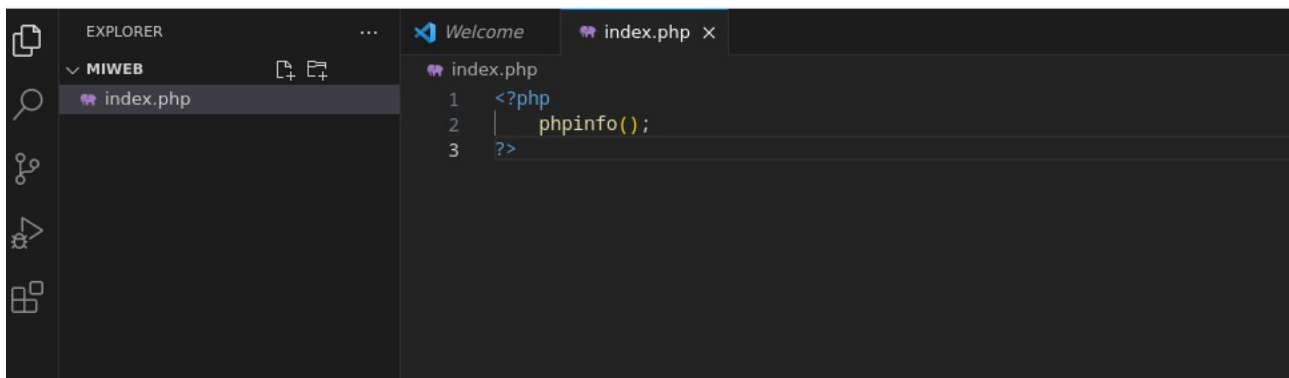 EXPLORER ...
MIWEB
index.php
Welcome
index.php
index.php
1 <?php
2 phpinfo();
3 ?>